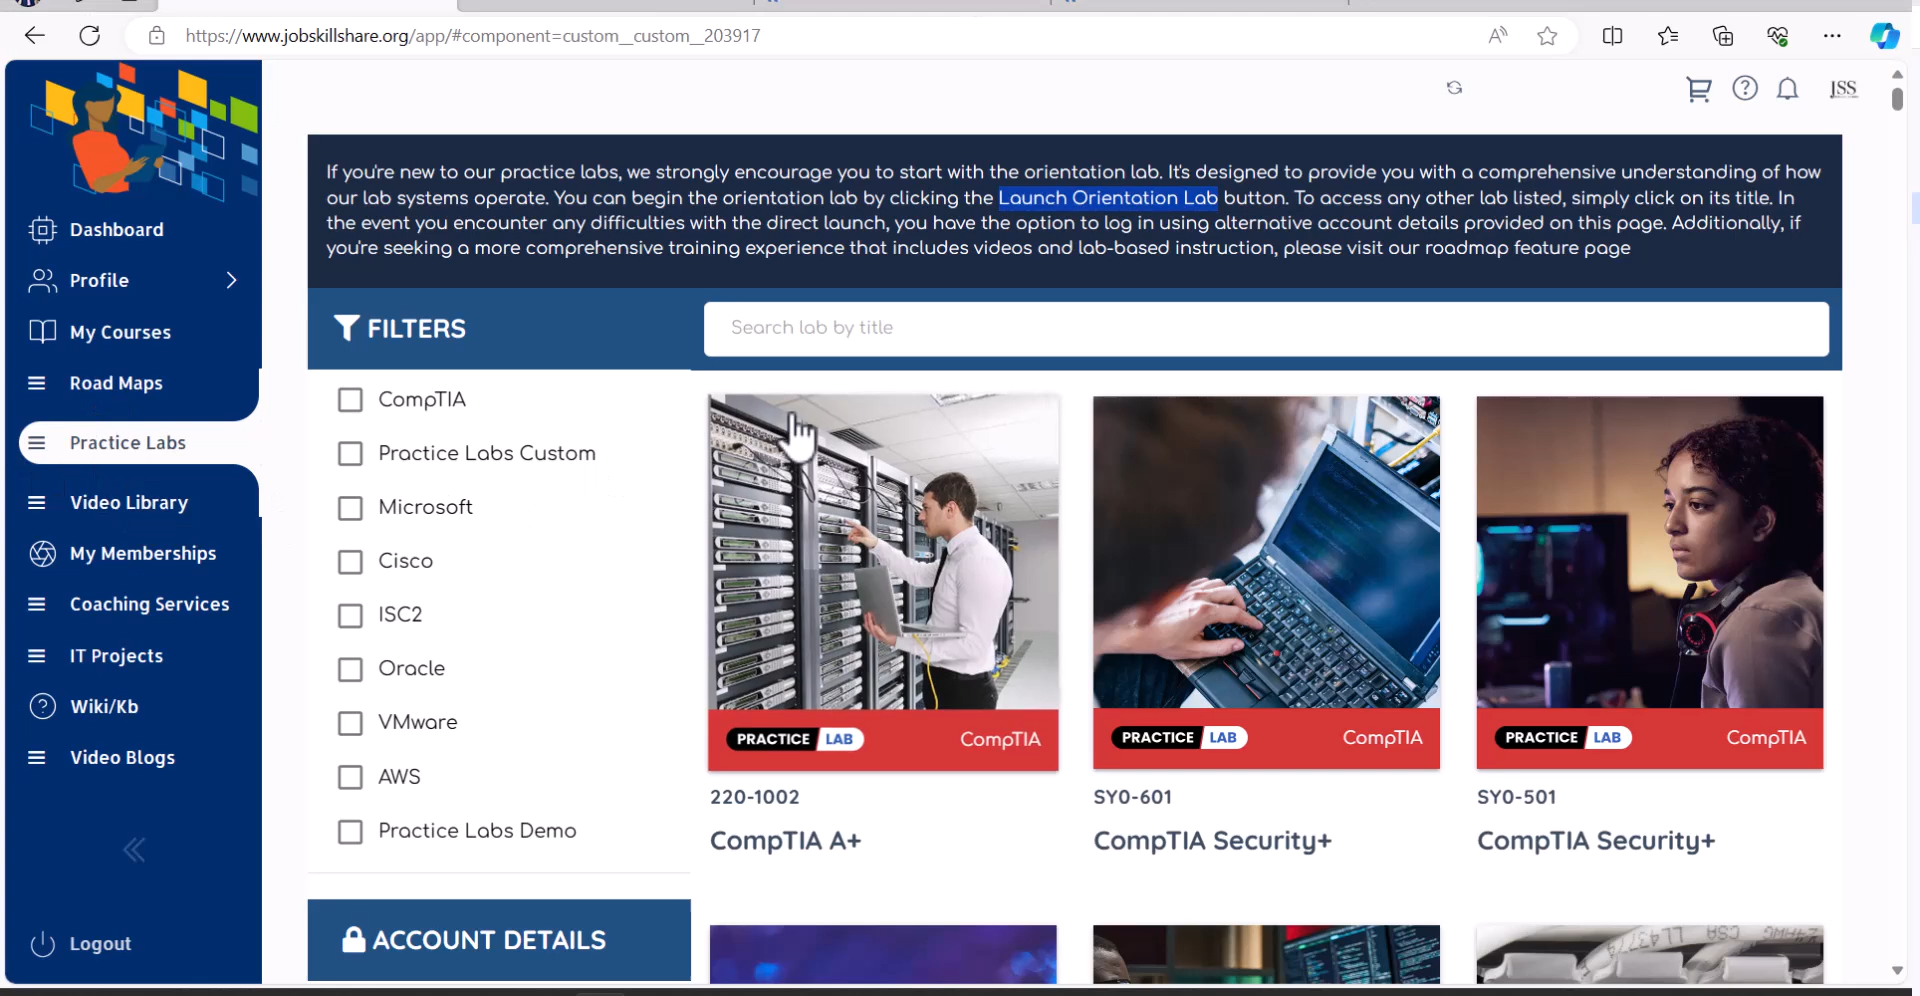 https://www.jobskillshare.org/app/#component=custom__custom__203917
JSS
Dashboard
Profile
My Courses
Road Maps
Practice Labs
Video Library
My Memberships
Coaching Services
IT Projects
Wiki/Kb
Video Blogs
Logout
If you're new to our practice labs, we strongly encourage you to start with the orientation lab. It's designed to provide you with a comprehensive understanding of how
our lab systems operate. You can begin the orientation lab by clicking the Launch Orientation Lab button. To access any other lab listed, simply click on its title. In
the event you encounter any difficulties with the direct launch, you have the option to log in using alternative account details provided on this page. Additionally, if
you're seeking a more comprehensive training experience that includes videos and lab-based instruction, please visit our roadmap feature page
FILTERS
Search lab by title
CompTIA
Practice Labs Custom
Microsoft
Cisco
ISC2
Oracle
VMware
AWS
Practice Labs Demo
ACCOUNT DETAILS
PRACTICE LAB CompTIA
220-1002
CompTIA A+
PRACTICE LAB CompTIA
SY0-601
CompTIA Security+
PRACTICE LAB CompTIA
SY0-501
CompTIA Security+